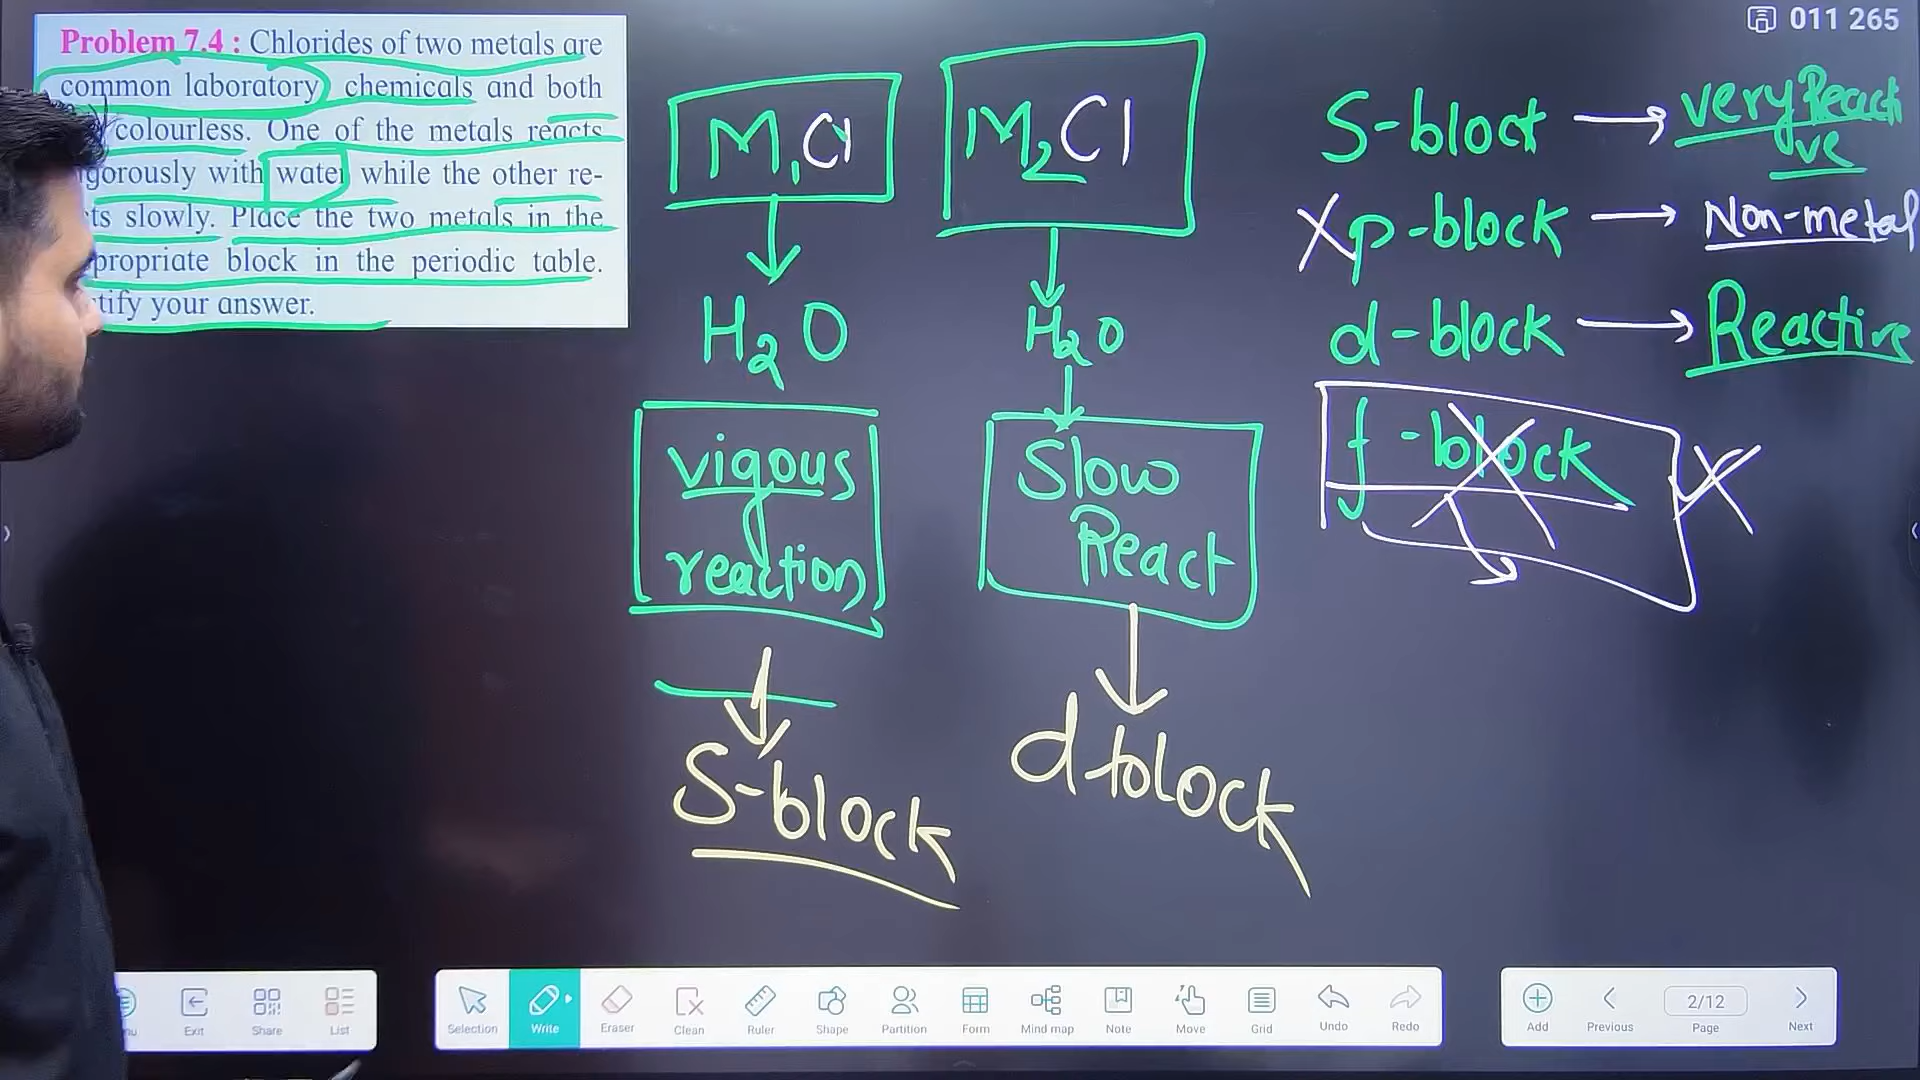 Problem 7.4 : Chlorides of two metals are
common laboratory chemicals and both
colourless. One of the metals reacts
gorously with water while the other re-
ts slowly. Place the two metals in the
propriate block in the periodic table.
tify your answer.
011 265
M1Cl
H2O
vigous
reaction
S-block
M2Cl
H2O
Slow
React
d-block
S-bloct → very React
ve
X p-block → Non-metal
d-block → Reactive
f-block X
nu
Exit
Share
List
Selection
Write
Eraser
Clean
Ruler
Shape
Partition
Form
Mind map
Note
Move
Grid
Undo
Redo
Add
Previous
2/12
Page
Next